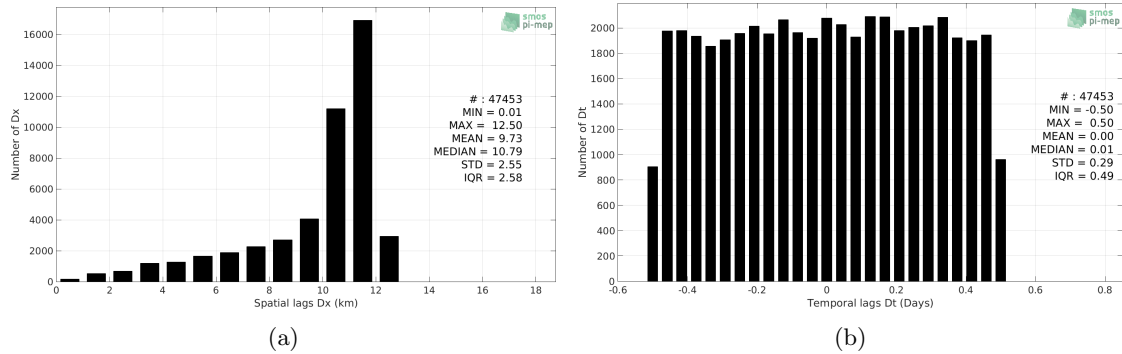 smos
pi-mep
16000
14000
12000
10000
8000
6000
4000
2000
0
Number of Dx
# : 47453
MIN = 0.01
MAX = 12.50
MEAN = 9.73
MEDIAN = 10.79
STD = 2.55
IQR = 2.58
0 2 4 6 8 10 12 14 16 18
Spatial lags Dx (km)
(a)
smos
pi-mep
2000
1800
1600
1400
1200
1000
800
600
400
200
0
Number of Dt
# : 47453
MIN = -0.50
MAX = 0.50
MEAN = 0.00
MEDIAN = 0.01
STD = 0.29
IQR = 0.49
-0.6 -0.4 -0.2 0 0.2 0.4 0.6 0.8
Temporal lags Dt (Days)
(b)